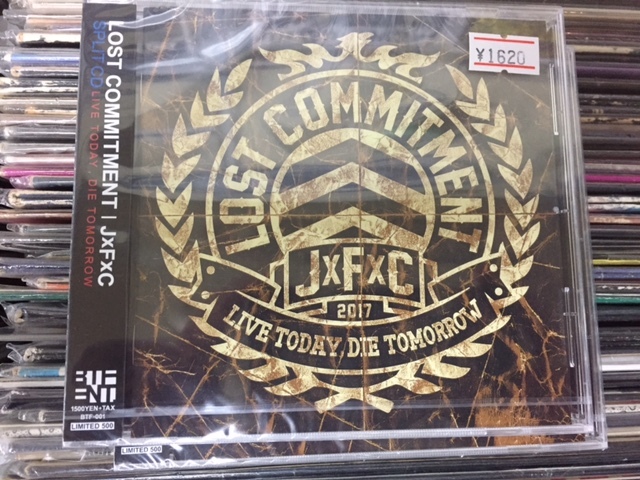 LOST COMMITMENT | JxFxC
SPLIT CD LIVE TODAY, DIE TOMORROW
1500YEN+TAX
BTF-001
LIMITED 500
¥1620
LOST COMMITMENT
JxFxC
2017
LIVE TODAY, DIE TOMORROW
LIMITED 500